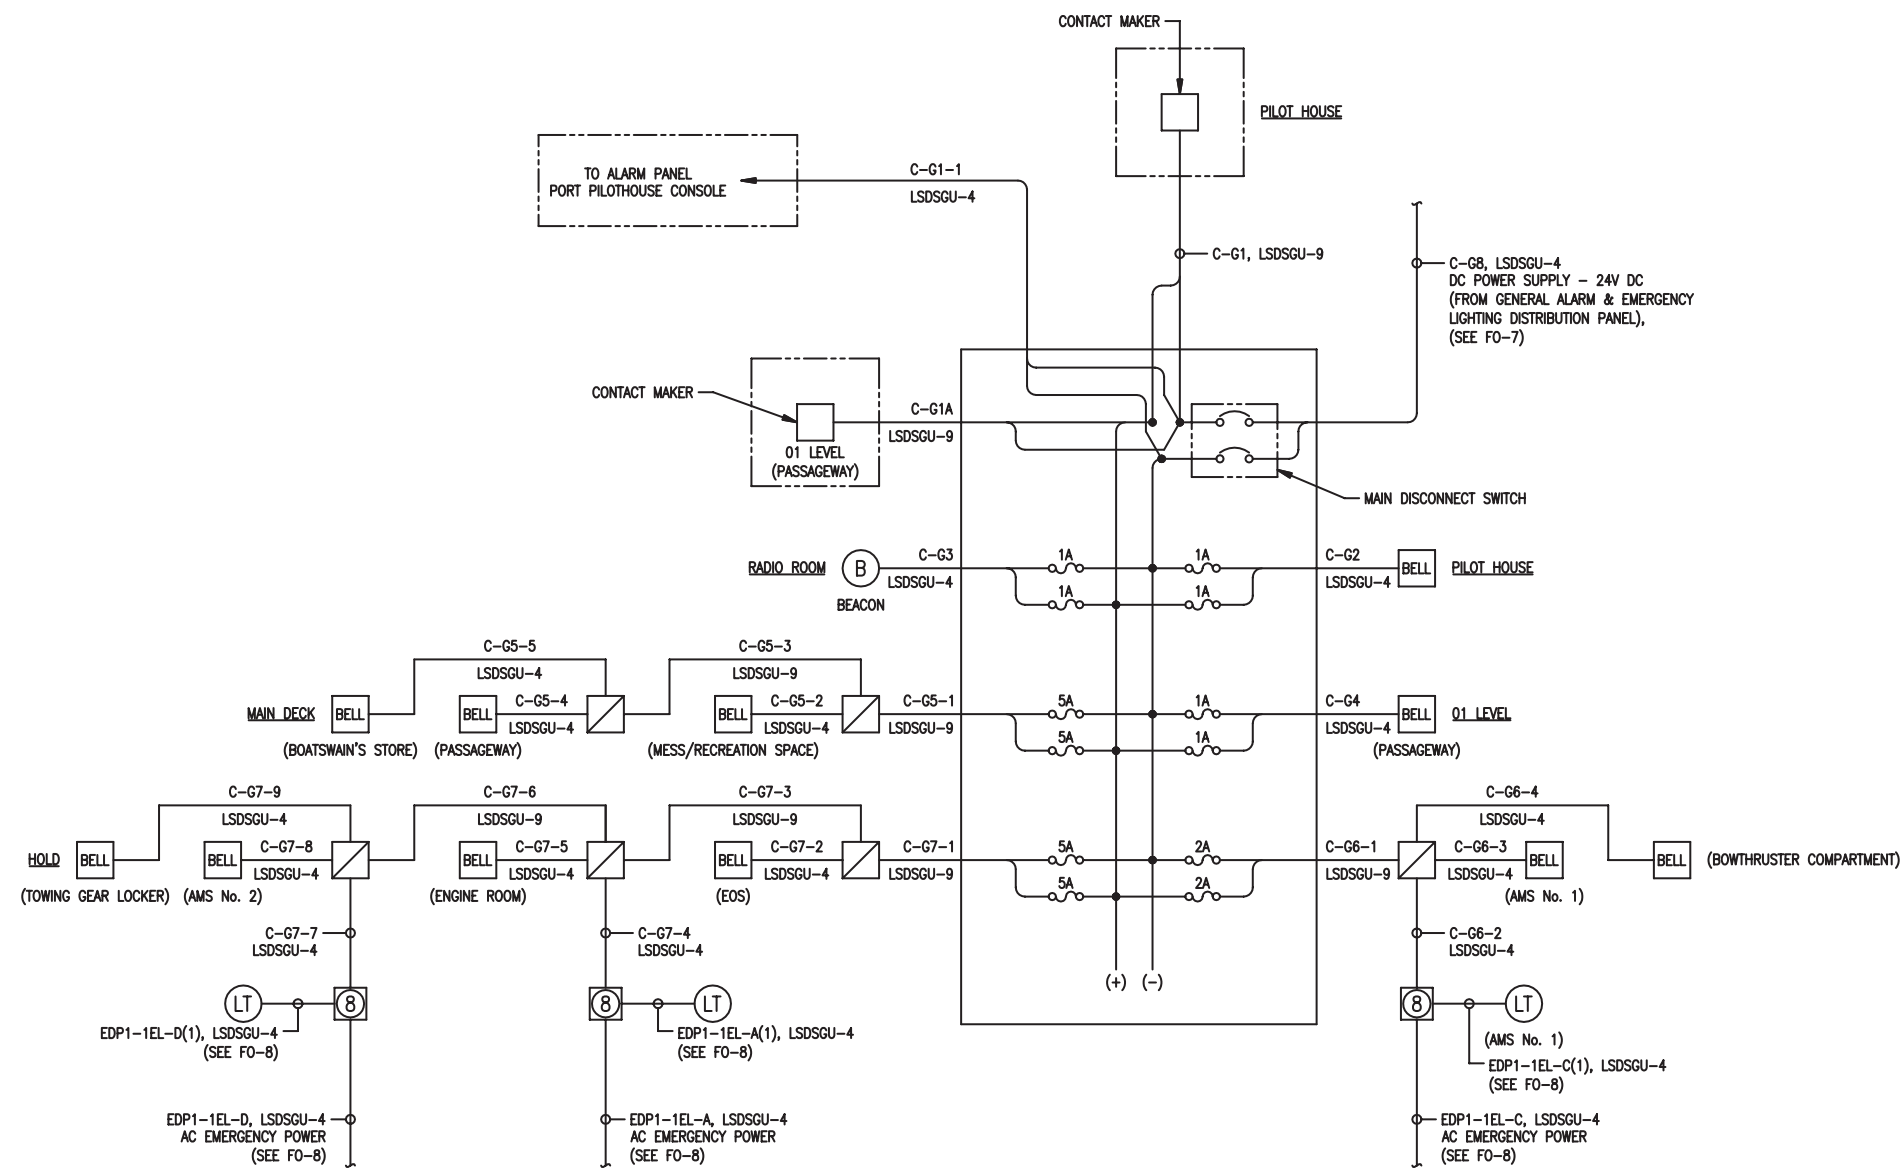 CONTACT MAKER
PILOT HOUSE
TO ALARM PANEL
PORT PILOTHOUSE CONSOLE
C-G1-1
LSDSGU-4
C-G1, LSDSGU-9
C-G8, LSDSGU-4
DC POWER SUPPLY - 24V DC
(FROM GENERAL ALARM & EMERGENCY
LIGHTING DISTRIBUTION PANEL),
(SEE FO-7)
CONTACT MAKER
01 LEVEL
(PASSAGEWAY)
C-G1A
LSDSGU-9
MAIN DISCONNECT SWITCH
RADIO ROOM
B
BEACON
C-G3
LSDSGU-4
1A
1A
1A
1A
C-G2
LSDSGU-4
BELL
PILOT HOUSE
C-G5-5
LSDSGU-4
C-G5-3
LSDSGU-9
MAIN DECK
BELL
(BOATSWAIN'S STORE)
BELL
(PASSAGEWAY)
C-G5-4
LSDSGU-4
BELL
(MESS/RECREATION SPACE)
C-G5-2
LSDSGU-4
C-G5-1
LSDSGU-9
5A
1A
5A
1A
C-G4
LSDSGU-4
BELL
01 LEVEL
(PASSAGEWAY)
C-G7-9
LSDSGU-4
C-G7-6
LSDSGU-9
C-G7-3
LSDSGU-9
HOLD
BELL
(TOWING GEAR LOCKER)
BELL
(AMS No. 2)
C-G7-8
LSDSGU-4
BELL
(ENGINE ROOM)
C-G7-5
LSDSGU-4
BELL
(EOS)
C-G7-2
LSDSGU-4
C-G7-1
LSDSGU-9
5A
2A
5A
2A
C-G6-1
LSDSGU-9
C-G6-4
LSDSGU-4
C-G6-3
LSDSGU-4
BELL
(AMS No. 1)
BELL
(BOWTHRUSTER COMPARTMENT)
C-G7-7
LSDSGU-4
C-G7-4
LSDSGU-4
C-G6-2
LSDSGU-4
(+) (-)
LT
8
EDP1-1EL-D(1), LSDSGU-4
(SEE FO-8)
8
LT
EDP1-1EL-A(1), LSDSGU-4
(SEE FO-8)
8
LT
(AMS No. 1)
EDP1-1EL-C(1), LSDSGU-4
(SEE FO-8)
EDP1-1EL-D, LSDSGU-4
AC EMERGENCY POWER
(SEE FO-8)
EDP1-1EL-A, LSDSGU-4
AC EMERGENCY POWER
(SEE FO-8)
EDP1-1EL-C, LSDSGU-4
AC EMERGENCY POWER
(SEE FO-8)